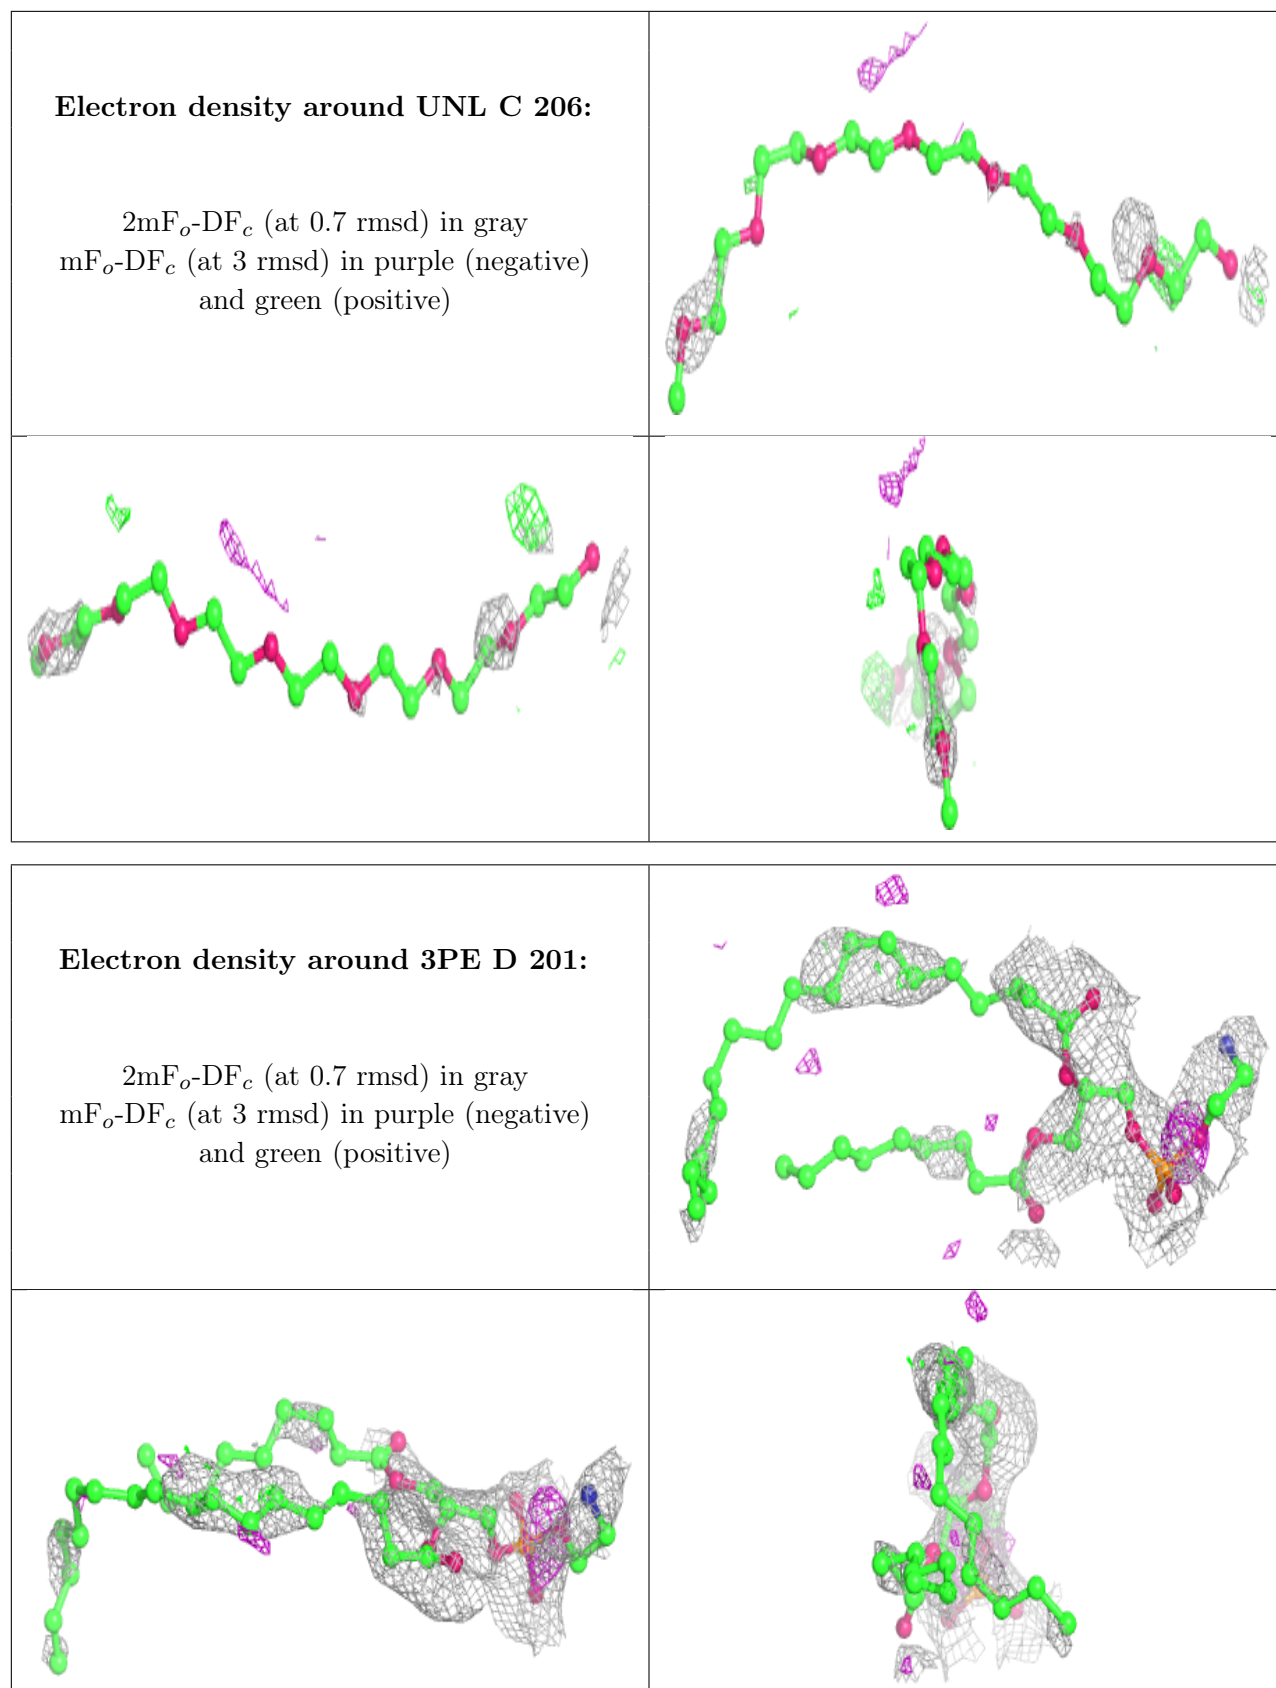 Electron density around UNL C 206:
2mFo-DFc (at 0.7 rmsd) in gray
mFo-DFc (at 3 rmsd) in purple (negative)
and green (positive)
Electron density around 3PE D 201:
2mFo-DFc (at 0.7 rmsd) in gray
mFo-DFc (at 3 rmsd) in purple (negative)
and green (positive)